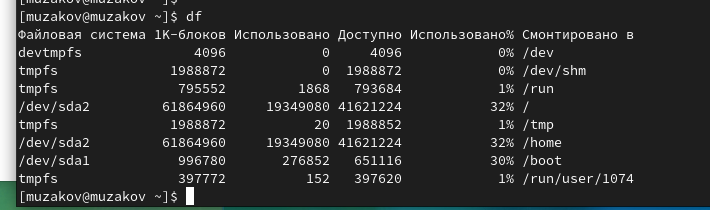 [muzakov@muzakov ~]$ df
Файловая система 1K-блоков Использовано Доступно Использовано% Смонтировано в
devtmpfs 4096 0 4096 0% /dev
tmpfs 1988872 0 1988872 0% /dev/shm
tmpfs 795552 1868 793684 1% /run
/dev/sda2 61864960 19349080 41621224 32% /
tmpfs 1988872 20 1988852 1% /tmp
/dev/sda2 61864960 19349080 41621224 32% /home
/dev/sda1 996780 276852 651116 30% /boot
tmpfs 397772 152 397620 1% /run/user/1074
[muzakov@muzakov ~]$